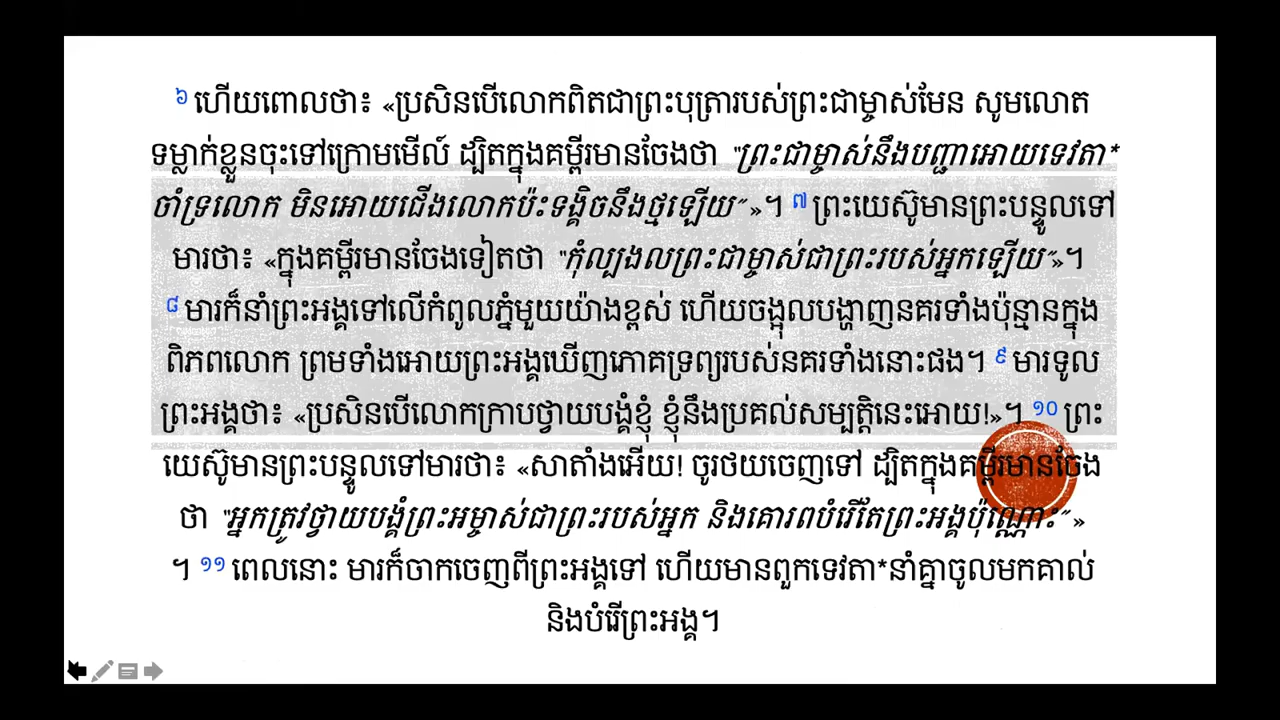 ៦ ហើយពោលថា៖ «ប្រសិនបើលោកពិតជាព្រះបុត្រារបស់ព្រះជាម្ចាស់មែន សូមលោត
ទម្លាក់ខ្លួនចុះទៅក្រោមមើល៍ ដ្បិតក្នុងគម្ពីរមានចែងថា "ព្រះជាម្ចាស់នឹងបញ្ជាអោយទេវតា*
ចាំទ្រលោក មិនអោយជើងលោកប៉ះទង្គិចនឹងថ្មឡើយ"»។ ៧ ព្រះយេស៊ូមានព្រះបន្ទូលទៅ
មារថា៖ «ក្នុងគម្ពីរមានចែងទៀតថា "កុំល្បងលព្រះជាម្ចាស់ជាព្រះរបស់អ្នកឡើយ"»។
៨ មារក៏នាំព្រះអង្គទៅលើកំពូលភ្នំមួយយ៉ាងខ្ពស់ ហើយចង្អុលបង្ហាញនគរទាំងប៉ុន្មានក្នុង
ពិភពលោក ព្រមទាំងអោយព្រះអង្គឃើញភោគទ្រព្យរបស់នគរទាំងនោះផង។ ៩ មារទូល
ព្រះអង្គថា៖ «ប្រសិនបើលោកក្រាបថ្វាយបង្គំខ្ញុំ ខ្ញុំនឹងប្រគល់សម្បត្តិនេះអោយ!»។ ១០ ព្រះ
យេស៊ូមានព្រះបន្ទូលទៅមារថា៖ «សាតាំងអើយ! ចូរថយចេញទៅ ដ្បិតក្នុងគម្ពីរមានចែង
ថា "អ្នកត្រូវថ្វាយបង្គំព្រះអម្ចាស់ជាព្រះរបស់អ្នក និងគោរពបំរើតែព្រះអង្គប៉ុណ្ណោះ"»
។ ១១ ពេលនោះ មារក៏ចាកចេញពីព្រះអង្គទៅ ហើយមានពួកទេវតា*នាំគ្នាចូលមកគាល់
និងបំរើព្រះអង្គ។